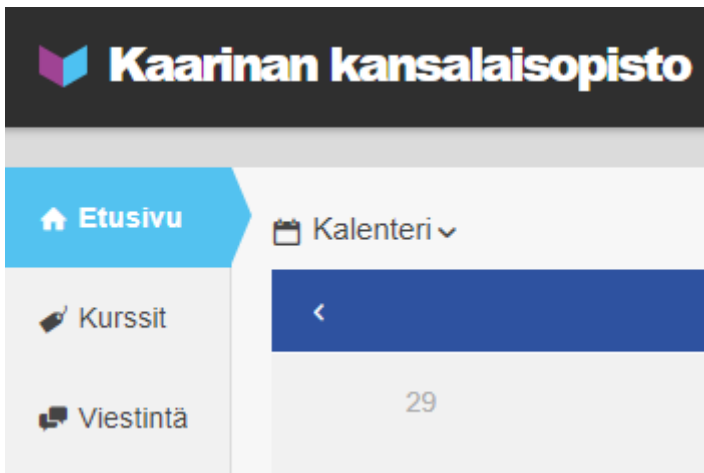 Kaarinan kansalaisopisto
Etusivu
Kalenteri
Kurssit
29
Viestintä